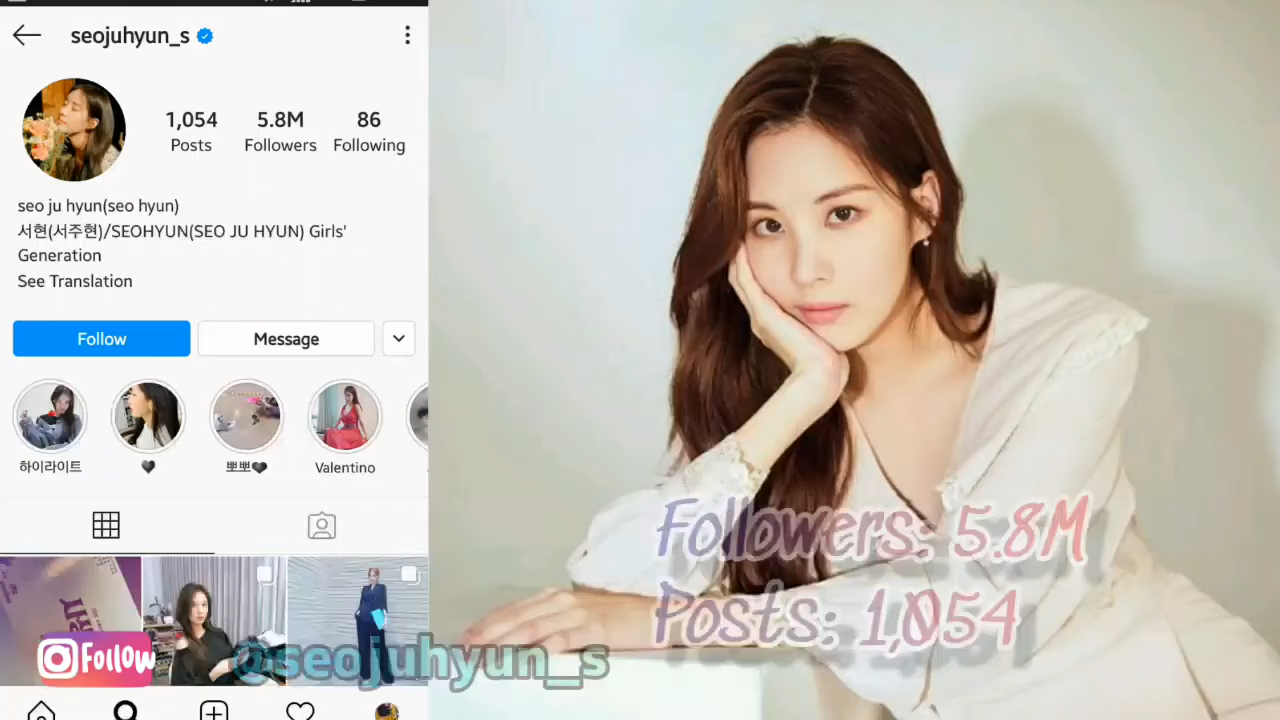 seojuhyun_s
1,054 5.8M 86
Posts Followers Following
seo ju hyun(seo hyun)
서현(서주현)/SEOHYUN(SEO JU HYUN) Girls'
Generation
See Translation
Follow Message
하이라이트 🖤 뽀뽀🖤 Valentino
Followers: 5.8M
Posts: 1,054
Follow
@seojuhyun_s